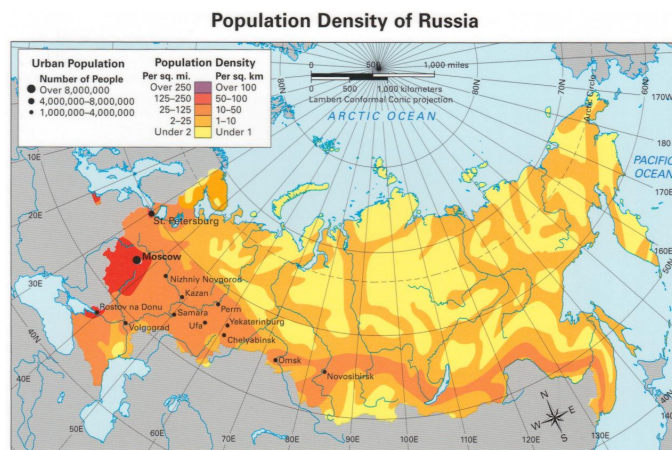 Population Density of Russia
Urban Population
Number of People
Over 8,000,000
4,000,000–8,000,000
1,000,000–4,000,000
Population Density
Per sq. mi. Per sq. km
Over 250 Over 100
125–250 50–100
25–125 10–50
2–25 1–10
Under 2 Under 1
0 500 1,000 miles
0 500 1,000 kilometers
Lambert Conformal Conic projection
ARCTIC OCEAN
Arctic Circle
PACIFIC
OCEAN
80N
80N
70N
60N
50N
40N
40N
170W
180
170E
160E
10E
20E
30E
40E
50E
60E
70E
80E
90E
100E
110E
120E
130E
St. Petersburg
Moscow
Nizhniy Novgorod
Kazan
Perm
Rostov na Donu
Samara
Yekaterinburg
Volgograd
Ufa
Chelyabinsk
Omsk
Novosibirsk
N
E
W
S